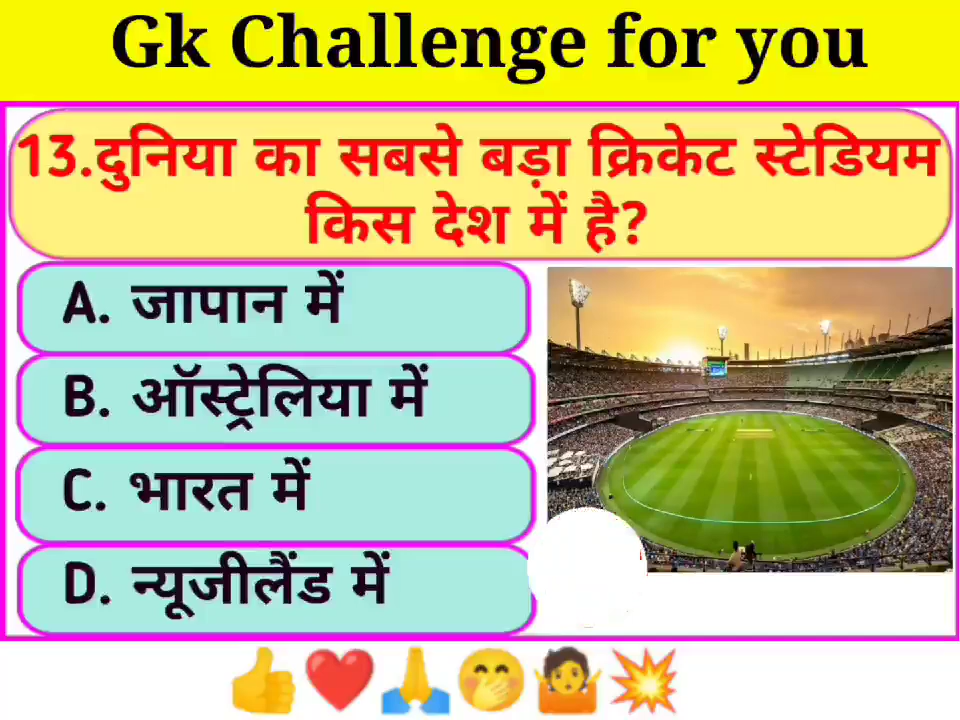 Gk Challenge for you
13.दुनिया का सबसे बड़ा क्रिकेट स्टेडियम
किस देश में है?
A. जापान में
B. ऑस्ट्रेलिया में
C. भारत में
D. न्यूजीलैंड में